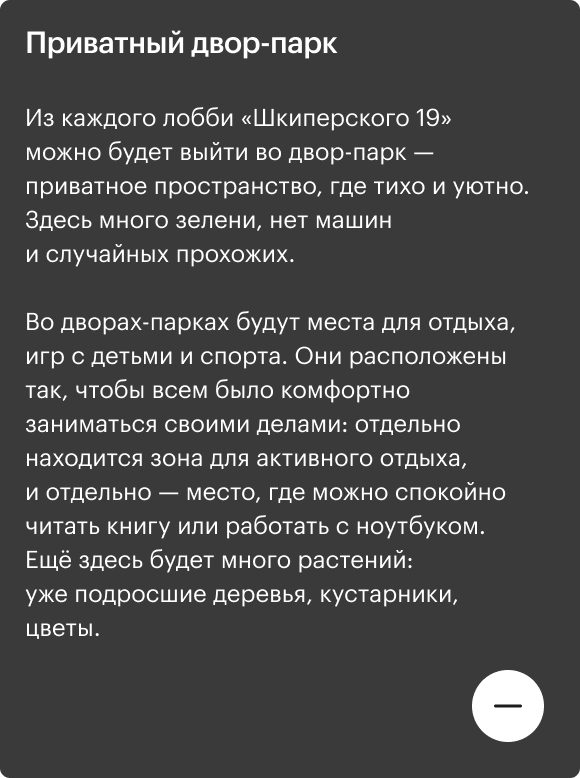 Приватный двор-парк
Из каждого лобби «Шкиперского 19»
можно будет выйти во двор-парк —
приватное пространство, где тихо и уютно.
Здесь много зелени, нет машин
и случайных прохожих.
Во дворах-парках будут места для отдыха,
игр с детьми и спорта. Они расположены
так, чтобы всем было комфортно
заниматься своими делами: отдельно
находится зона для активного отдыха,
и отдельно — место, где можно спокойно
читать книгу или работать с ноутбуком.
Ещё здесь будет много растений:
уже подросшие деревья, кустарники,
цветы.